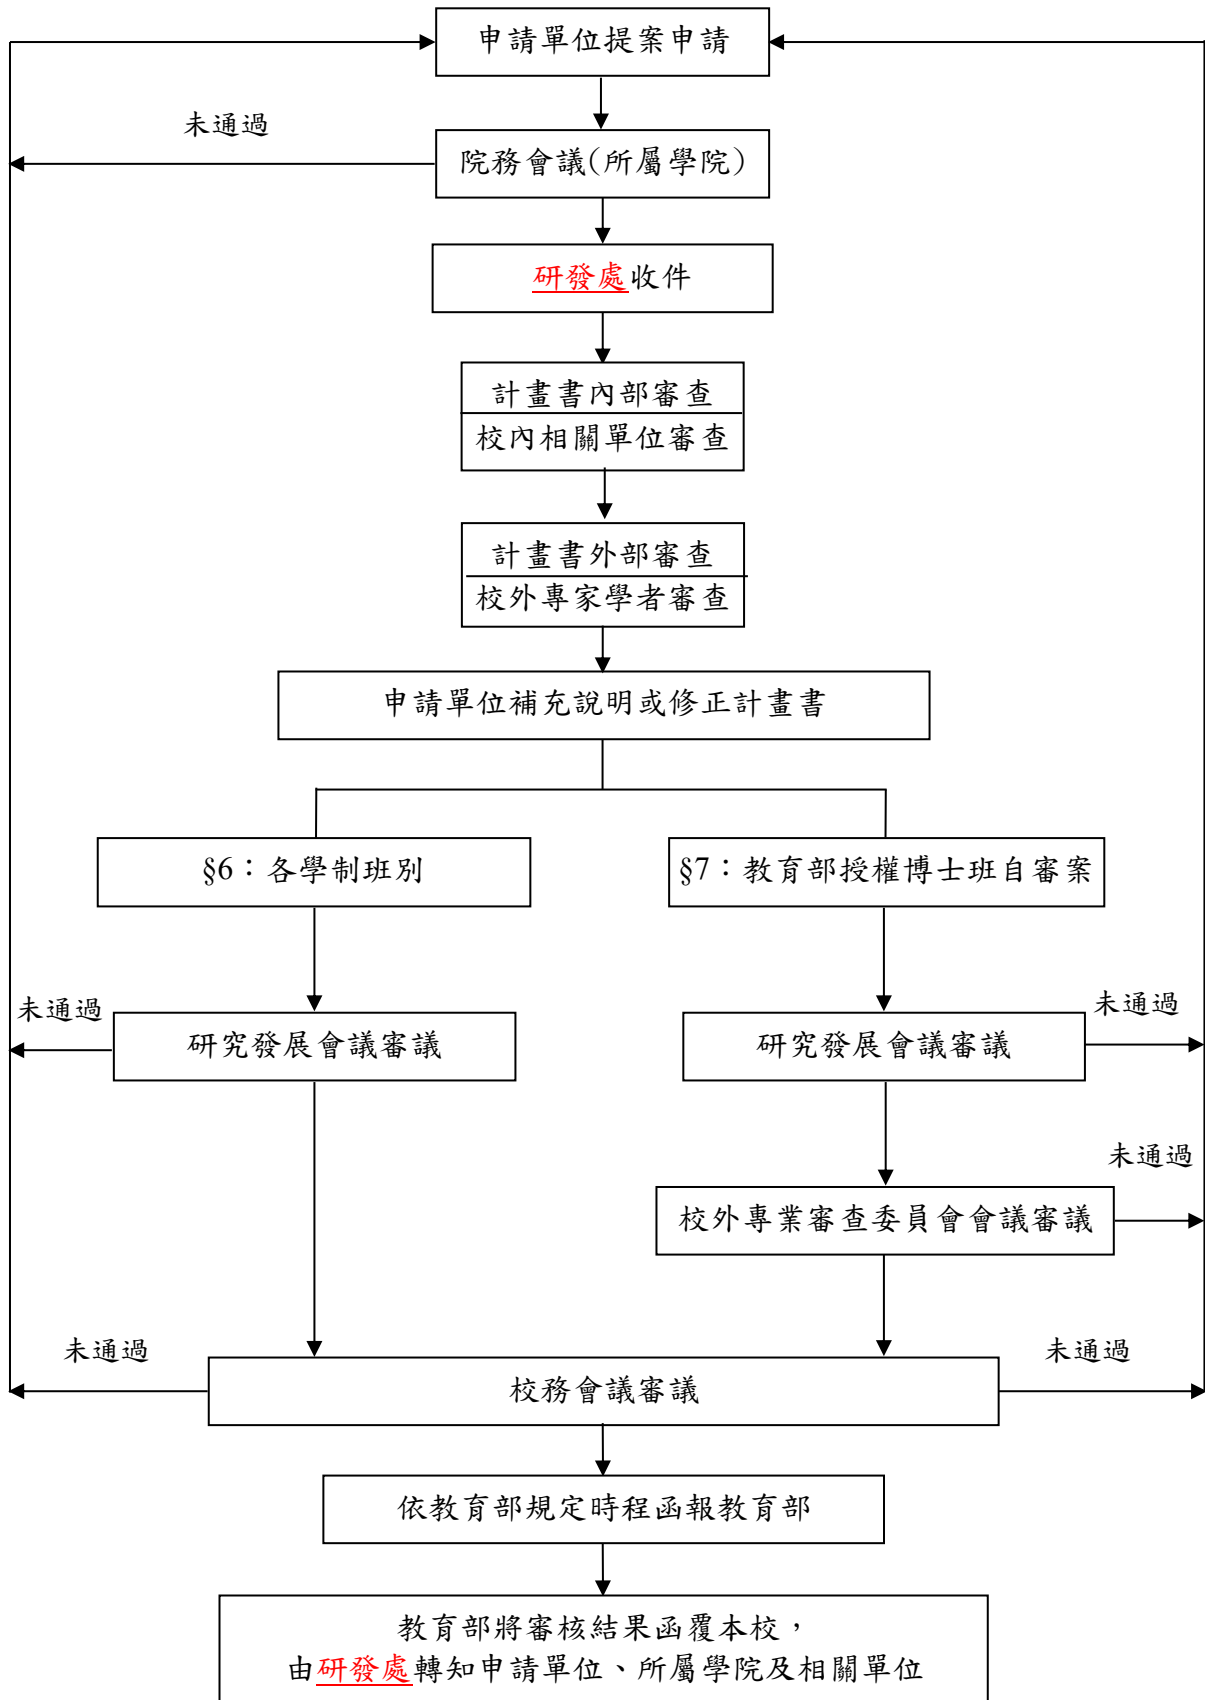 申請單位提案申請
未通過
院務會議(所屬學院)
研發處收件
計畫書內部審查
校內相關單位審查
計畫書外部審查
校外專家學者審查
申請單位補充說明或修正計畫書
§6：各學制班別
§7：教育部授權博士班自審案
未通過
研究發展會議審議
研究發展會議審議
未通過
未通過
校外專業審查委員會會議審議
未通過
校務會議審議
未通過
依教育部規定時程函報教育部
教育部將審核結果函覆本校，
由研發處轉知申請單位、所屬學院及相關單位